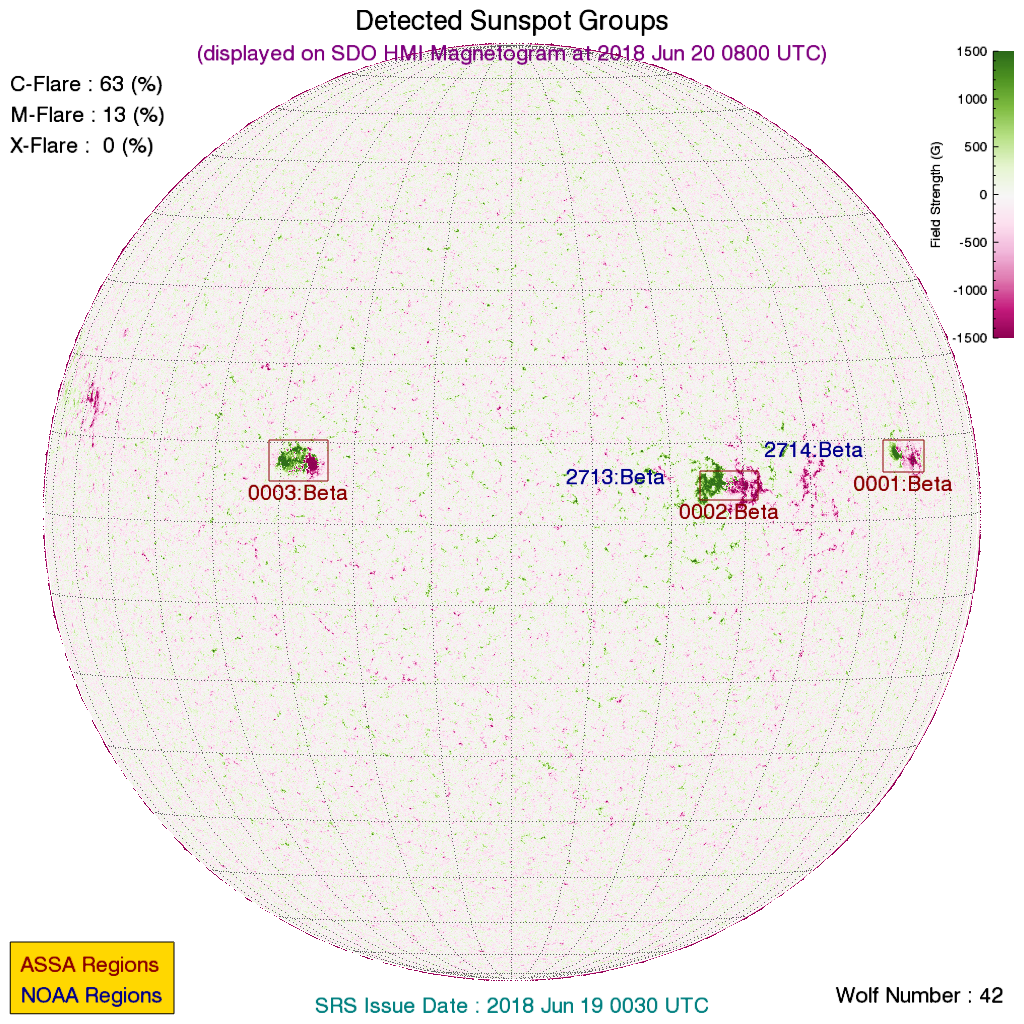 Detected Sunspot Groups
(displayed on SDO HMI Magnetogram at 2018 Jun 20 0800 UTC)
C-Flare : 63 (%)
M-Flare : 13 (%)
X-Flare :  0 (%)
1500
1000
500
0
-500
-1000
-1500
Field Strength (G)
2714:Beta
2713:Beta
0001:Beta
0003:Beta
0002:Beta
ASSA Regions
NOAA Regions
SRS Issue Date : 2018 Jun 19 0030 UTC
Wolf Number : 42